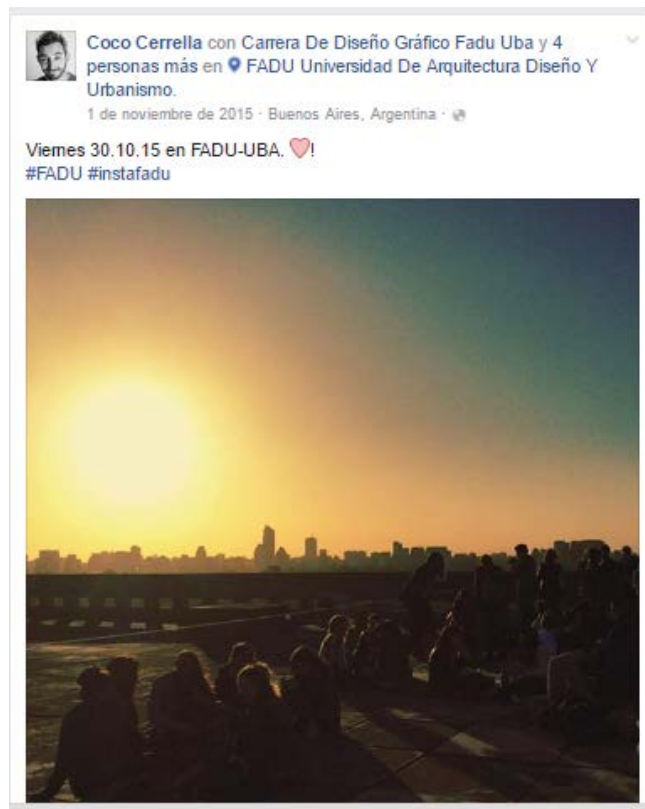 Coco Cerrella con Carrera De Diseño Gráfico Fadu Uba y 4
personas más en FADU Universidad De Arquitectura Diseño Y
Urbanismo.
1 de noviembre de 2015 · Buenos Aires, Argentina ·
Viernes 30.10.15 en FADU-UBA. ♡!
#FADU #instafadu